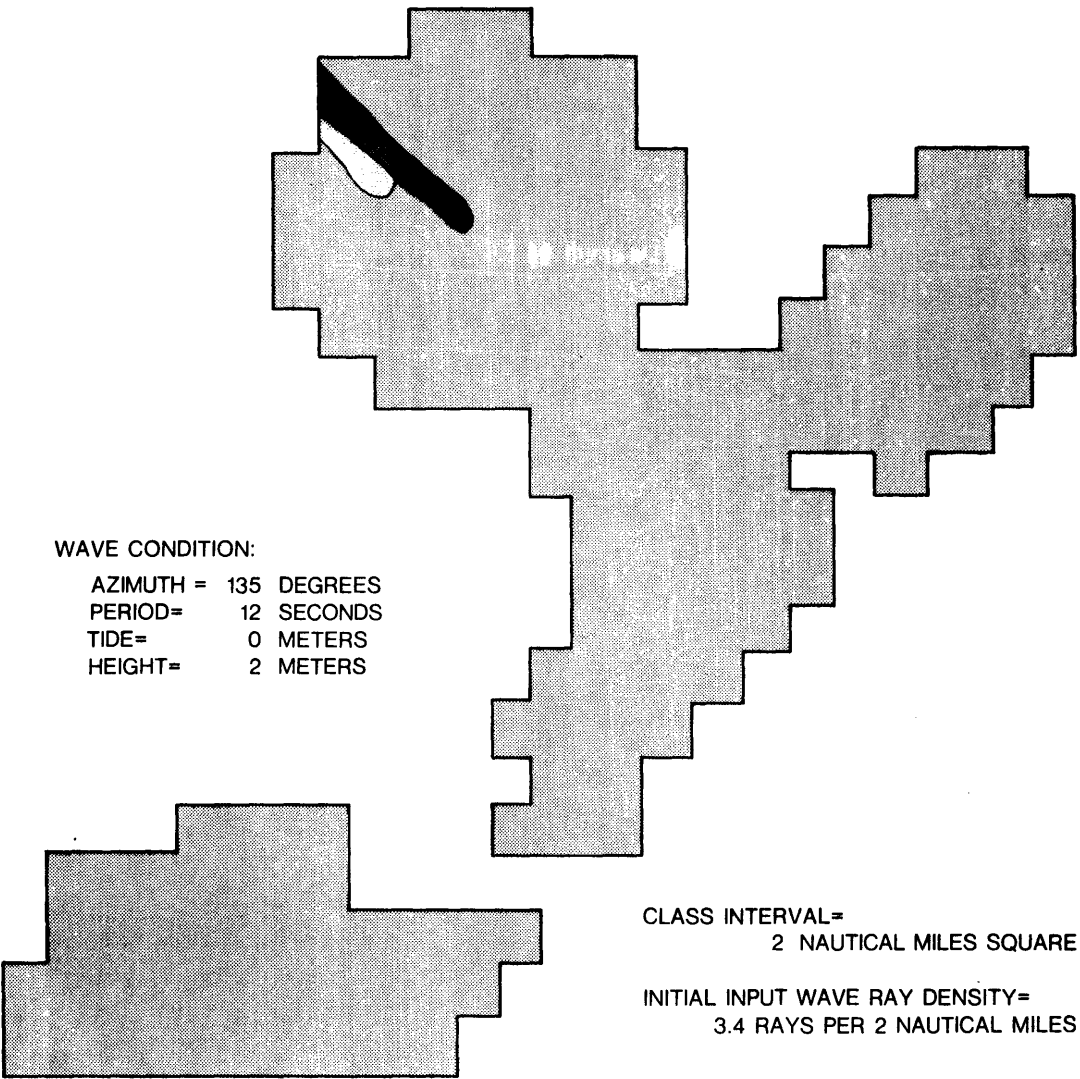 WAVE CONDITION:
AZIMUTH = 135 DEGREES
PERIOD= 12 SECONDS
TIDE= 0 METERS
HEIGHT= 2 METERS
CLASS INTERVAL=
2 NAUTICAL MILES SQUARE
INITIAL INPUT WAVE RAY DENSITY=
3.4 RAYS PER 2 NAUTICAL MILES